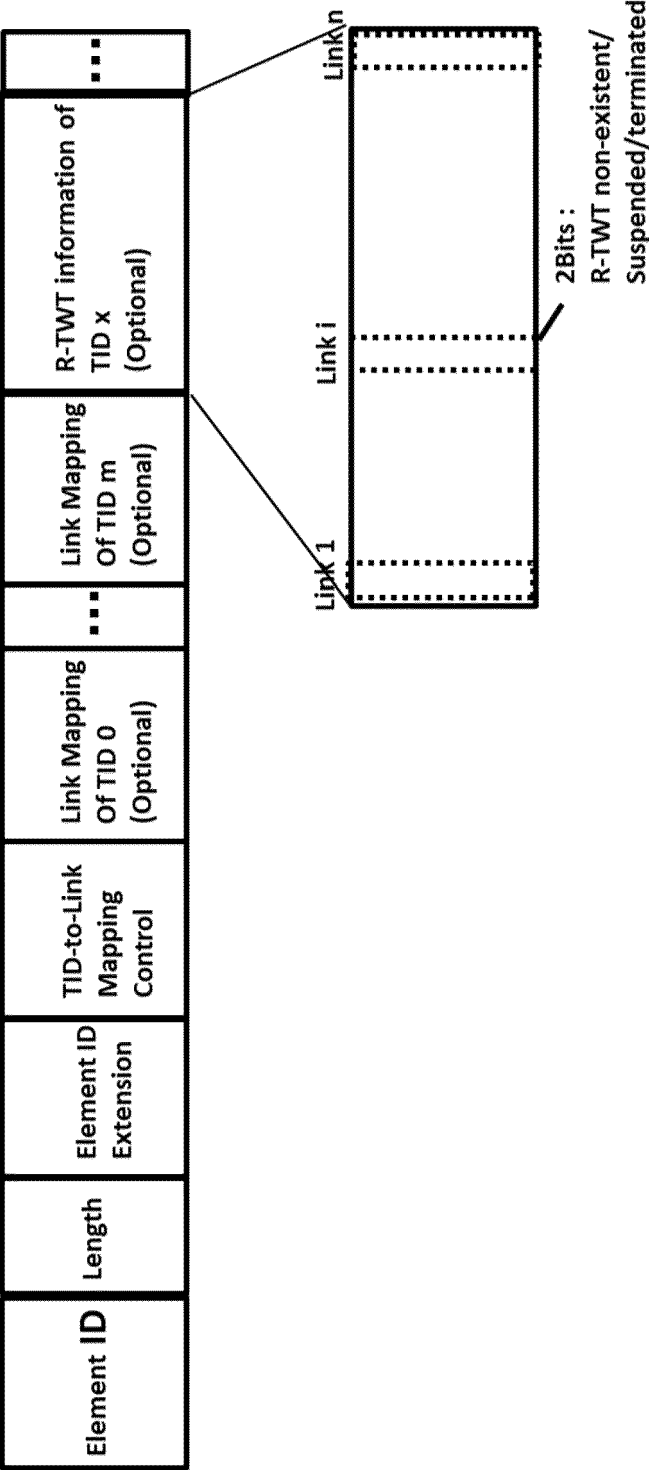 Element ID
Length
Element ID
Extension
TID-to-Link
Mapping
Control
Link Mapping
Of TID 0
(Optional)
...
Link Mapping
Of TID m
(Optional)
R-TWT information of
TID x
(Optional)
...
Link 1
Link i
Link n
2Bits :
R-TWT non-existent/
Suspended/terminated